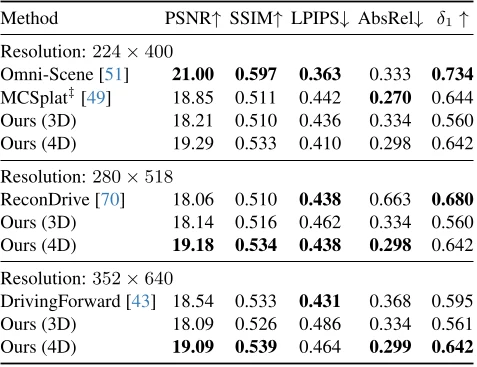 Method PSNR↑ SSIM↑ LPIPS↓ AbsRel↓ δ₁ ↑
Resolution: 224 × 400
Omni-Scene [51] 21.00 0.597 0.363 0.333 0.734
MCSplat‡ [49] 18.85 0.511 0.442 0.270 0.644
Ours (3D) 18.21 0.510 0.436 0.334 0.560
Ours (4D) 19.29 0.533 0.410 0.298 0.642
Resolution: 280 × 518
ReconDrive [70] 18.06 0.510 0.438 0.663 0.680
Ours (3D) 18.14 0.516 0.462 0.334 0.560
Ours (4D) 19.18 0.534 0.438 0.298 0.642
Resolution: 352 × 640
DrivingForward [43] 18.54 0.533 0.431 0.368 0.595
Ours (3D) 18.09 0.526 0.486 0.334 0.561
Ours (4D) 19.09 0.539 0.464 0.299 0.642